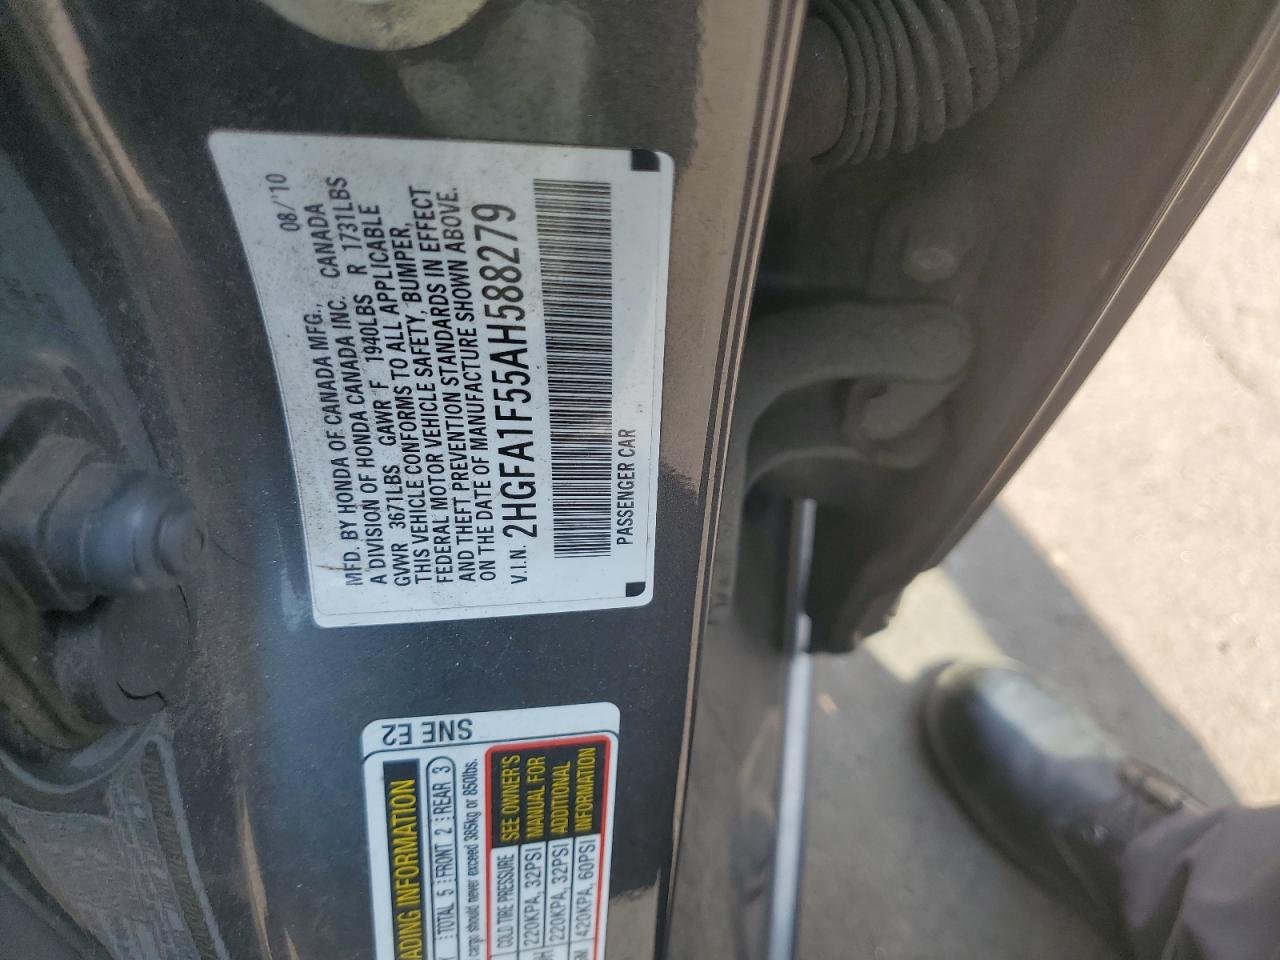 MFD. BY HONDA OF CANADA MFG., 08/'10
A DIVISION OF HONDA CANADA INC. CANADA
GVWR 3671LBS GAWR F 1940LBS R 1731LBS
THIS VEHICLE CONFORMS TO ALL APPLICABLE
FEDERAL MOTOR VEHICLE SAFETY, BUMPER,
AND THEFT PREVENTION STANDARDS IN EFFECT
ON THE DATE OF MANUFACTURE SHOWN ABOVE.
V.I.N. 2HGFA1F55AH588279
PASSENGER CAR
SNE E2
ADING INFORMATION
TOTAL 5 FRONT 2 REAR 3
cargo should never exceed 385kg or 850lbs.
COLD TIRE PRESSURE
220KPA, 32PSI
220KPA, 32PSI
420KPA, 60PSI
SEE OWNER'S
MANUAL FOR
ADDITIONAL
INFORMATION